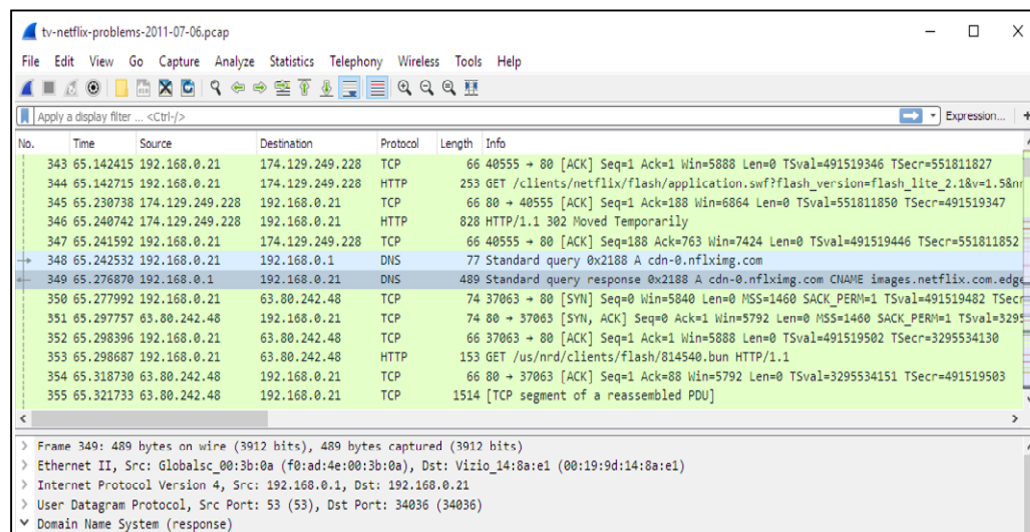 tv-netflix-problems-2011-07-06.pcap
File Edit View Go Capture Analyze Statistics Telephony Wireless Tools Help
Apply a display filter ... <Ctrl-/> Expression... +
No. Time Source Destination Protocol Length Info
343 65.142415 192.168.0.21 174.129.249.228 TCP 66 40555 → 80 [ACK] Seq=1 Ack=1 Win=5888 Len=0 TSval=491519346 TSecr=551811827
344 65.142715 192.168.0.21 174.129.249.228 HTTP 253 GET /clients/netflix/flash/application.swf?flash_version=flash_lite_2.1&v=1.5&nr
345 65.230738 174.129.249.228 192.168.0.21 TCP 66 80 → 40555 [ACK] Seq=1 Ack=188 Win=6864 Len=0 TSval=551811850 TSecr=491519347
346 65.240742 174.129.249.228 192.168.0.21 HTTP 828 HTTP/1.1 302 Moved Temporarily
347 65.241592 192.168.0.21 174.129.249.228 TCP 66 40555 → 80 [ACK] Seq=188 Ack=763 Win=7424 Len=0 TSval=491519446 TSecr=551811852
348 65.242532 192.168.0.21 192.168.0.1 DNS 77 Standard query 0x2188 A cdn-0.nflximg.com
349 65.276870 192.168.0.1 192.168.0.21 DNS 489 Standard query response 0x2188 A cdn-0.nflximg.com CNAME images.netflix.com.edge
350 65.277992 192.168.0.21 63.80.242.48 TCP 74 37063 → 80 [SYN] Seq=0 Win=5840 Len=0 MSS=1460 SACK_PERM=1 TSval=491519482 TSecr
351 65.297757 63.80.242.48 192.168.0.21 TCP 74 80 → 37063 [SYN, ACK] Seq=0 Ack=1 Win=5792 Len=0 MSS=1460 SACK_PERM=1 TSval=3295
352 65.298396 192.168.0.21 63.80.242.48 TCP 66 37063 → 80 [ACK] Seq=1 Ack=1 Win=5888 Len=0 TSval=491519502 TSecr=3295534130
353 65.298687 192.168.0.21 63.80.242.48 HTTP 153 GET /us/nrd/clients/flash/814540.bun HTTP/1.1
354 65.318730 63.80.242.48 192.168.0.21 TCP 66 80 → 37063 [ACK] Seq=1 Ack=88 Win=5792 Len=0 TSval=3295534151 TSecr=491519503
355 65.321733 63.80.242.48 192.168.0.21 TCP 1514 [TCP segment of a reassembled PDU]
Frame 349: 489 bytes on wire (3912 bits), 489 bytes captured (3912 bits)
Ethernet II, Src: Globalsc_00:3b:0a (f0:ad:4e:00:3b:0a), Dst: Vizio_14:8a:e1 (00:19:9d:14:8a:e1)
Internet Protocol Version 4, Src: 192.168.0.1, Dst: 192.168.0.21
User Datagram Protocol, Src Port: 53 (53), Dst Port: 34036 (34036)
Domain Name System (response)